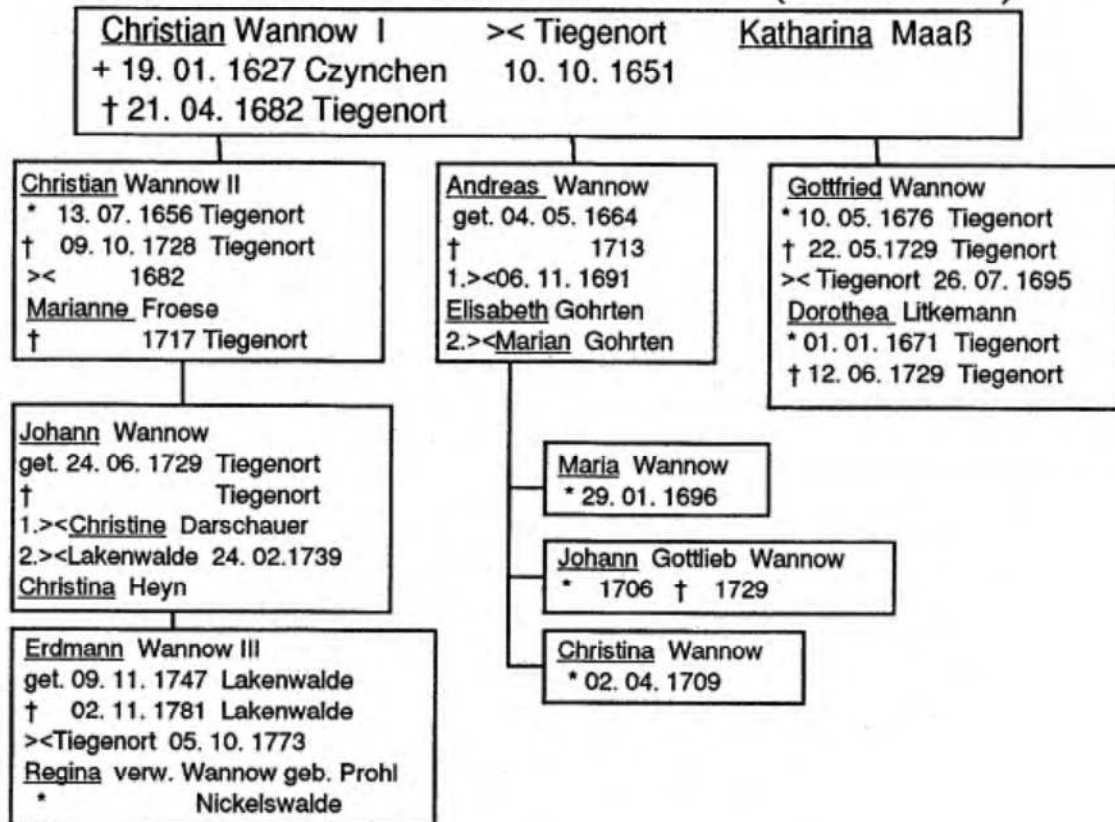 Christian Wannow I >< Tiegenort Katharina Maaß
+ 19. 01. 1627 Czynchen 10. 10. 1651
† 21. 04. 1682 Tiegenort
Christian Wannow II
* 13. 07. 1656 Tiegenort
† 09. 10. 1728 Tiegenort
>< 1682
Marianne Froese
† 1717 Tiegenort
Andreas Wannow
get. 04. 05. 1664
† 1713
1.><06. 11. 1691
Elisabeth Gohrten
2.><Marian Gohrten
Gottfried Wannow
* 10. 05. 1676 Tiegenort
† 22. 05.1729 Tiegenort
>< Tiegenort 26. 07. 1695
Dorothea Litkemann
* 01. 01. 1671 Tiegenort
† 12. 06. 1729 Tiegenort
Johann Wannow
get. 24. 06. 1729 Tiegenort
† Tiegenort
1.><Christine Darschauer
2.><Lakenwalde 24. 02.1739
Christina Heyn
Maria Wannow
* 29. 01. 1696
Johann Gottlieb Wannow
* 1706 † 1729
Christina Wannow
* 02. 04. 1709
Erdmann Wannow III
get. 09. 11. 1747 Lakenwalde
† 02. 11. 1781 Lakenwalde
><Tiegenort 05. 10. 1773
Regina verw. Wannow geb. Prohl
* Nickelswalde